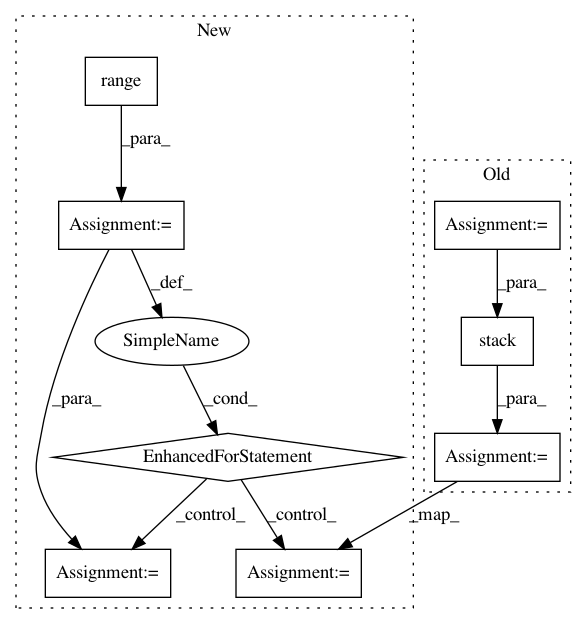 New
range
_para_
Old
Assignment:=
Assignment:=
_def_
_para_
SimpleName
stack
_para_
_cond_
_para_
EnhancedForStatement
Assignment:=
_control_
_control_
_map_
Assignment:=
Assignment:=